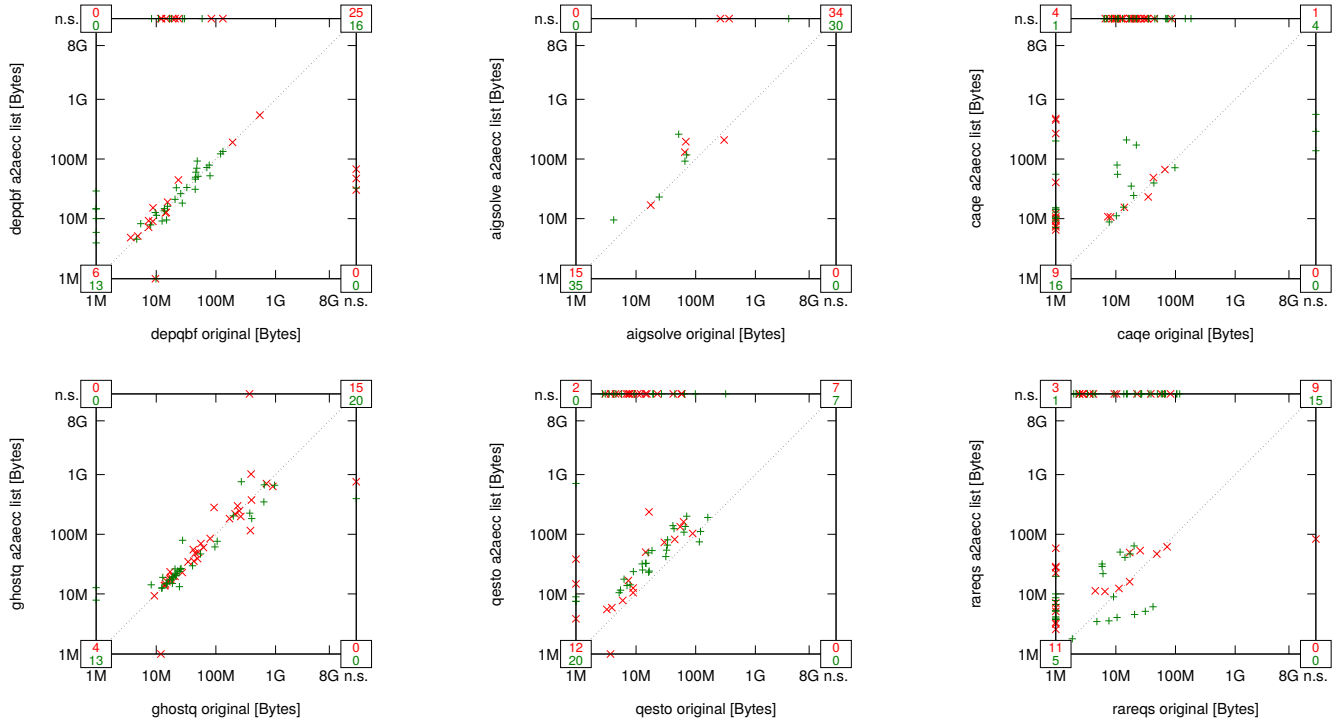 n.s. 0 0 25 16
8G
1G
100M
10M
1M 6 13 0 0
1M 10M 100M 1G 8G n.s.
depqbf a2aecc list [Bytes]
depqbf original [Bytes]
n.s. 0 0 34 30
8G
1G
100M
10M
1M 15 35 0 0
1M 10M 100M 1G 8G n.s.
aigsolve a2aecc list [Bytes]
aigsolve original [Bytes]
n.s. 4 1 1 4
8G
1G
100M
10M
1M 9 16 0 0
1M 10M 100M 1G 8G n.s.
caqe a2aecc list [Bytes]
caqe original [Bytes]
n.s. 0 0 15 20
8G
1G
100M
10M
1M 4 13 0 0
1M 10M 100M 1G 8G n.s.
ghostq a2aecc list [Bytes]
ghostq original [Bytes]
n.s. 2 0 7 7
8G
1G
100M
10M
1M 12 20 0 0
1M 10M 100M 1G 8G n.s.
qesto a2aecc list [Bytes]
qesto original [Bytes]
n.s. 3 1 9 15
8G
1G
100M
10M
1M 11 5 0 0
1M 10M 100M 1G 8G n.s.
rareqs a2aecc list [Bytes]
rareqs original [Bytes]